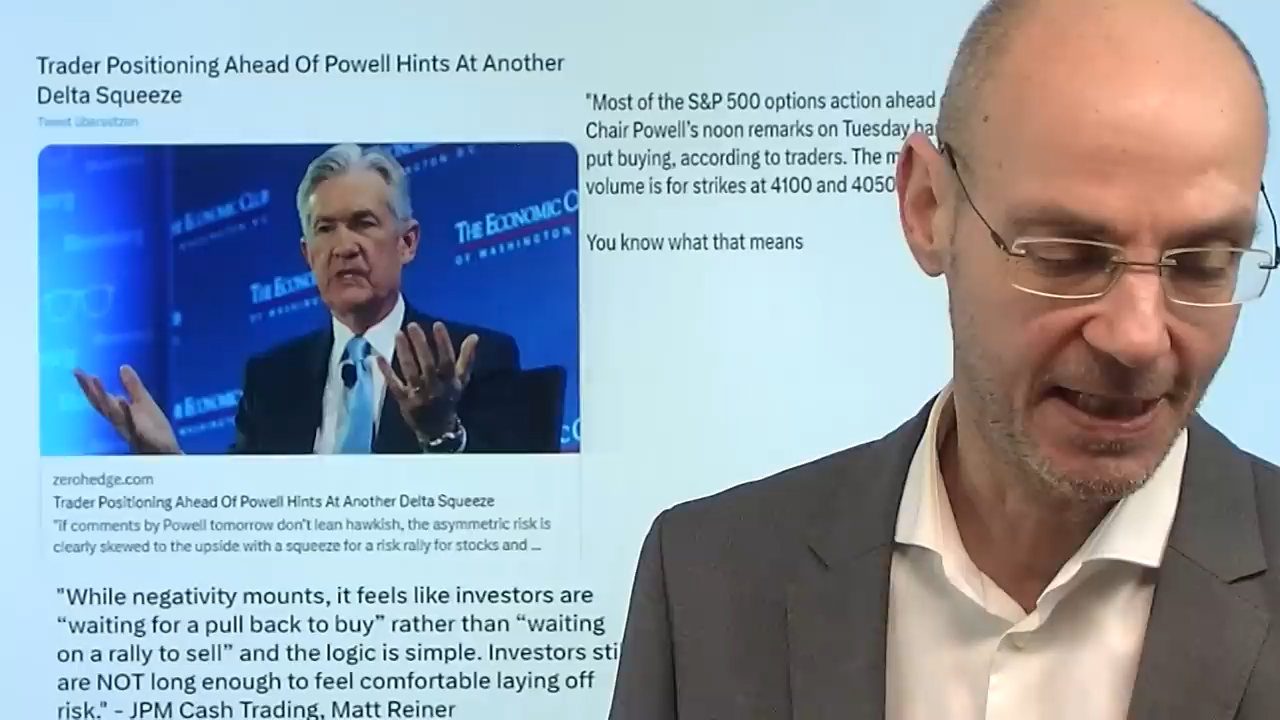 Trader Positioning Ahead Of Powell Hints At Another
Delta Squeeze
Tweet übersetzen
THE ECONOMIC CLUB
WASHINGTON
THE ECONOMIC C
OF WASHINGTON
zerohedge.com
Trader Positioning Ahead Of Powell Hints At Another Delta Squeeze
"If comments by Powell tomorrow don't lean hawkish, the asymmetric risk is
clearly skewed to the upside with a squeeze for a risk rally for stocks and ...
"While negativity mounts, it feels like investors are
“waiting for a pull back to buy” rather than “waiting
on a rally to sell” and the logic is simple. Investors
are NOT long enough to feel comfortable laying off
risk." - JPM Cash Trading, Matt Reiner
"Most of the S&P 500 options action ahead
Chair Powell's noon remarks on Tuesday
put buying, according to traders. The
volume is for strikes at 4100 and 4050
You know what that means